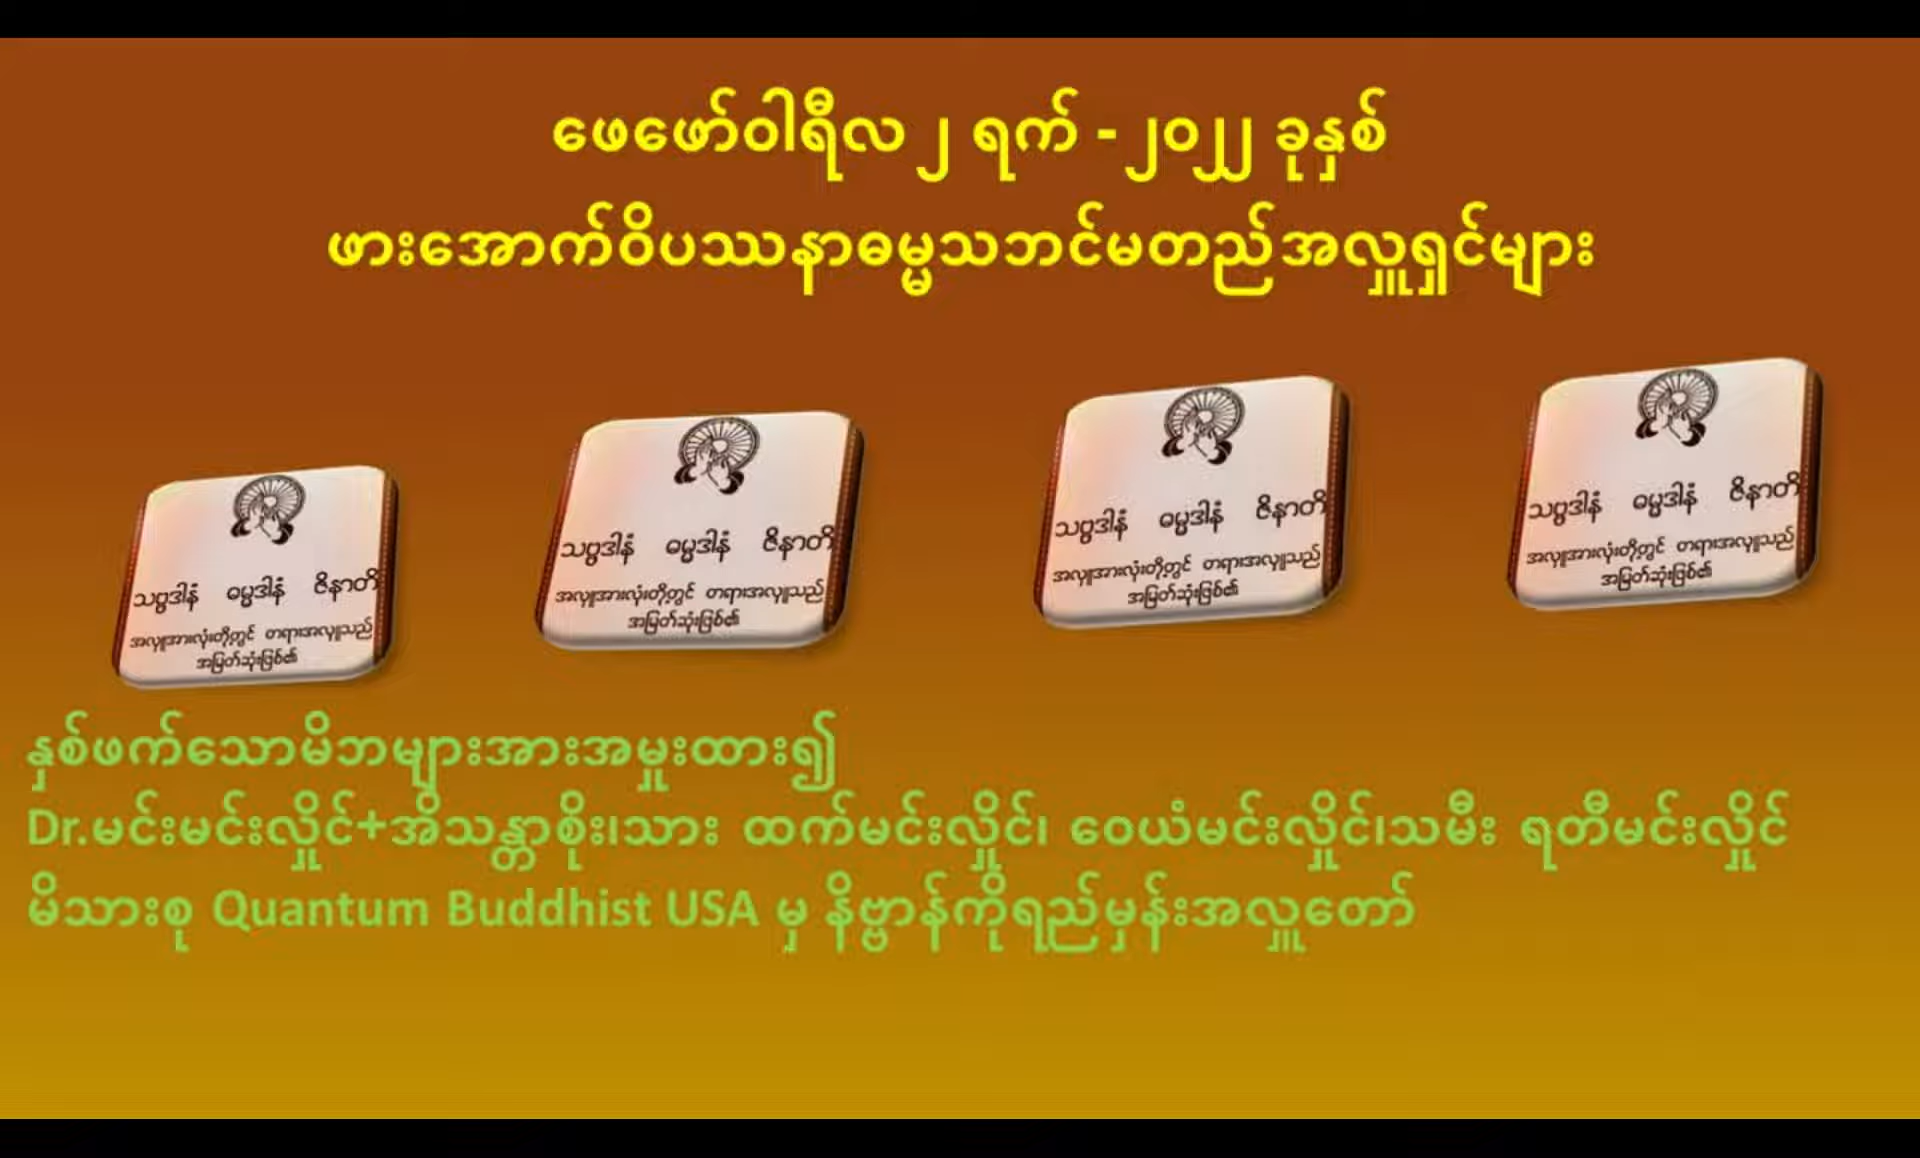 ဖေဖော်ဝါရီလ ၂ ရက် - ၂၀၂၂ ခုနှစ်
ဖားအောက်ဝိပဿနာဓမ္မသဘင်မတည်အလှူရှင်များ
သဗ္ဗဒါနံ ဓမ္မဒါနံ ဇိနာတိ
အလှူအားလုံးတို့တွင် တရားအလှူသည်
အမြတ်ဆုံးဖြစ်၏
သဗ္ဗဒါနံ ဓမ္မဒါနံ ဇိနာတိ
အလှူအားလုံးတို့တွင် တရားအလှူသည်
အမြတ်ဆုံးဖြစ်၏
သဗ္ဗဒါနံ ဓမ္မဒါနံ ဇိနာတိ
အလှူအားလုံးတို့တွင် တရားအလှူသည်
အမြတ်ဆုံးဖြစ်၏
သဗ္ဗဒါနံ ဓမ္မဒါနံ ဇိနာတိ
အလှူအားလုံးတို့တွင် တရားအလှူသည်
အမြတ်ဆုံးဖြစ်၏
နှစ်ဖက်သောမိဘများအားအမှူးထား၍
Dr.မင်းမင်းလှိုင်+အိသန္တာစိုး၊သား ထက်မင်းလှိုင်၊ ဝေယံမင်းလှိုင်၊သမီး ရတီမင်းလှိုင်
မိသားစု Quantum Buddhist USA မှ နိဗ္ဗာန်ကိုရည်မှန်းအလှူတော်